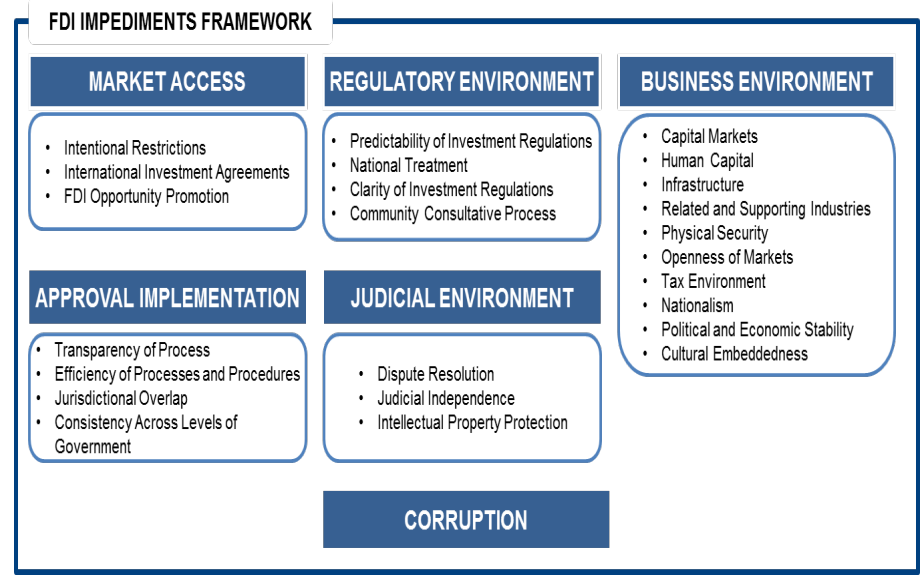 FDI IMPEDIMENTS FRAMEWORK
MARKET ACCESS
• Intentional Restrictions
• International Investment Agreements
• FDI Opportunity Promotion
REGULATORY ENVIRONMENT
• Predictability of Investment Regulations
• National Treatment
• Clarity of Investment Regulations
• Community Consultative Process
BUSINESS ENVIRONMENT
• Capital Markets
• Human Capital
• Infrastructure
• Related and Supporting Industries
• Physical Security
• Openness of Markets
• Tax Environment
• Nationalism
• Political and Economic Stability
• Cultural Embeddedness
APPROVAL IMPLEMENTATION
• Transparency of Process
• Efficiency of Processes and Procedures
• Jurisdictional Overlap
• Consistency Across Levels of
Government
JUDICIAL ENVIRONMENT
• Dispute Resolution
• Judicial Independence
• Intellectual Property Protection
CORRUPTION